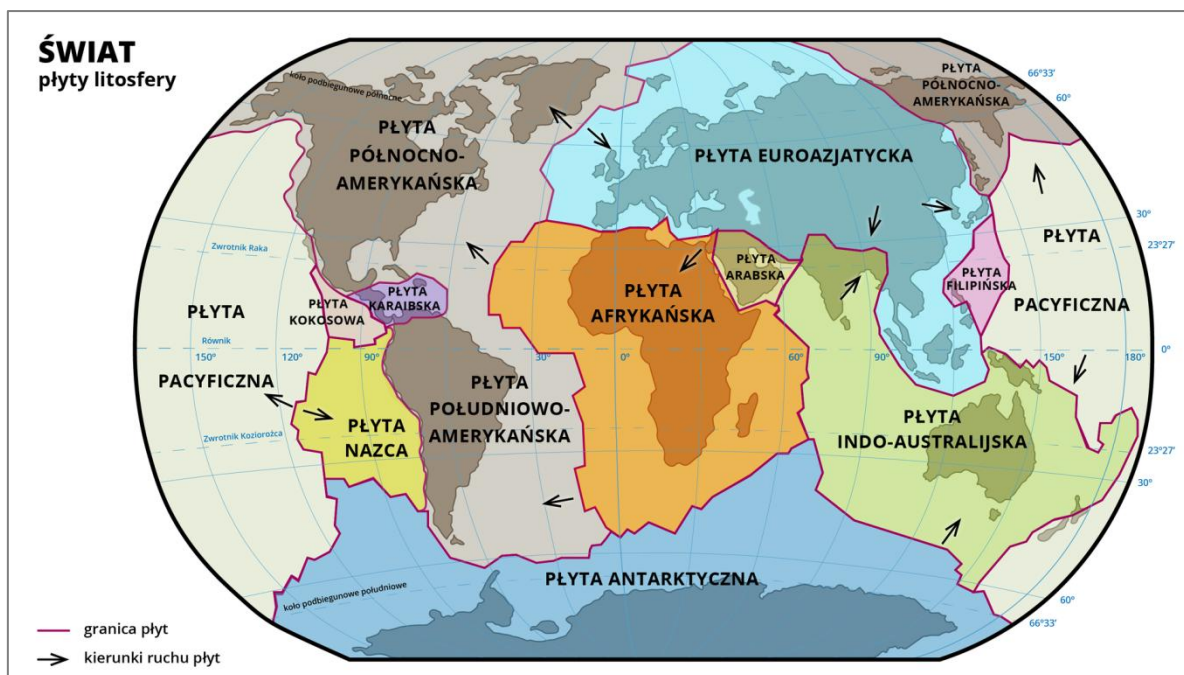 ŚWIAT
płyty litosfery
koło podbiegunowe północne
PŁYTA
PÓŁNOCNO-
AMERYKAŃSKA
PŁYTA EUROAZJATYCKA
PŁYTA
PÓŁNOCNO-
AMERYKAŃSKA
66°33'
60°
30°
23°27'
Zwrotnik Raka
PŁYTA
KOKOSOWA
PŁYTA
KARAIBSKA
PŁYTA
AFRYKAŃSKA
PŁYTA
ARABSKA
PŁYTA
FILIPIŃSKA
PŁYTA
PACYFICZNA
PŁYTA
PACYFICZNA
Równik
150°
120°
90°
30°
0°
60°
90°
150°
180°
0°
PŁYTA
NAZCA
PŁYTA
POŁUDNIOWO-
AMERYKAŃSKA
PŁYTA
INDO-AUSTRALIJSKA
Zwrotnik Koziorożca
23°27'
30°
PŁYTA ANTARKTYCZNA
koło podbiegunowe południowe
60°
66°33'
granica płyt
kierunki ruchu płyt